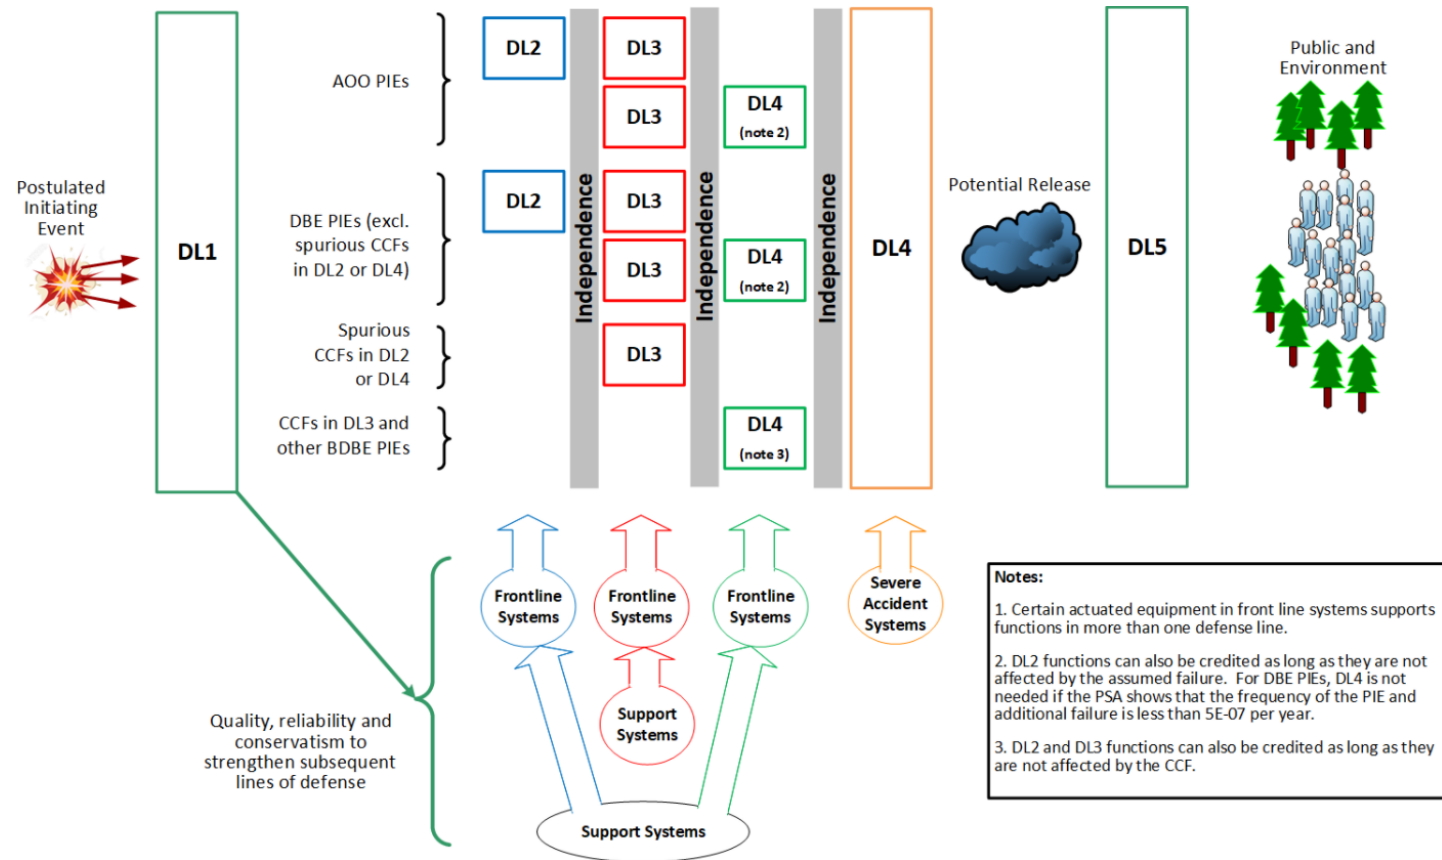 Postulated
Initiating
Event
DL1
AOO PIEs
DBE PIEs (excl.
spurious CCFs
in DL2 or DL4)
Spurious
CCFs in DL2
or DL4
CCFs in DL3 and
other BDBE PIEs
DL2
DL2
Independence
DL3
DL3
DL3
DL3
DL3
Independence
DL4
(note 2)
DL4
(note 2)
DL4
(note 3)
Independence
DL4
Potential Release
DL5
Public and
Environment
Frontline
Systems
Frontline
Systems
Frontline
Systems
Severe
Accident
Systems
Support
Systems
Support Systems
Quality, reliability and
conservatism to
strengthen subsequent
lines of defense
Notes:
1. Certain actuated equipment in front line systems supports
functions in more than one defense line.
2. DL2 functions can also be credited as long as they are not
affected by the assumed failure.  For DBE PIEs, DL4 is not
needed if the PSA shows that the frequency of the PIE and
additional failure is less than 5E-07 per year.
3. DL2 and DL3 functions can also be credited as long as they
are not affected by the CCF.